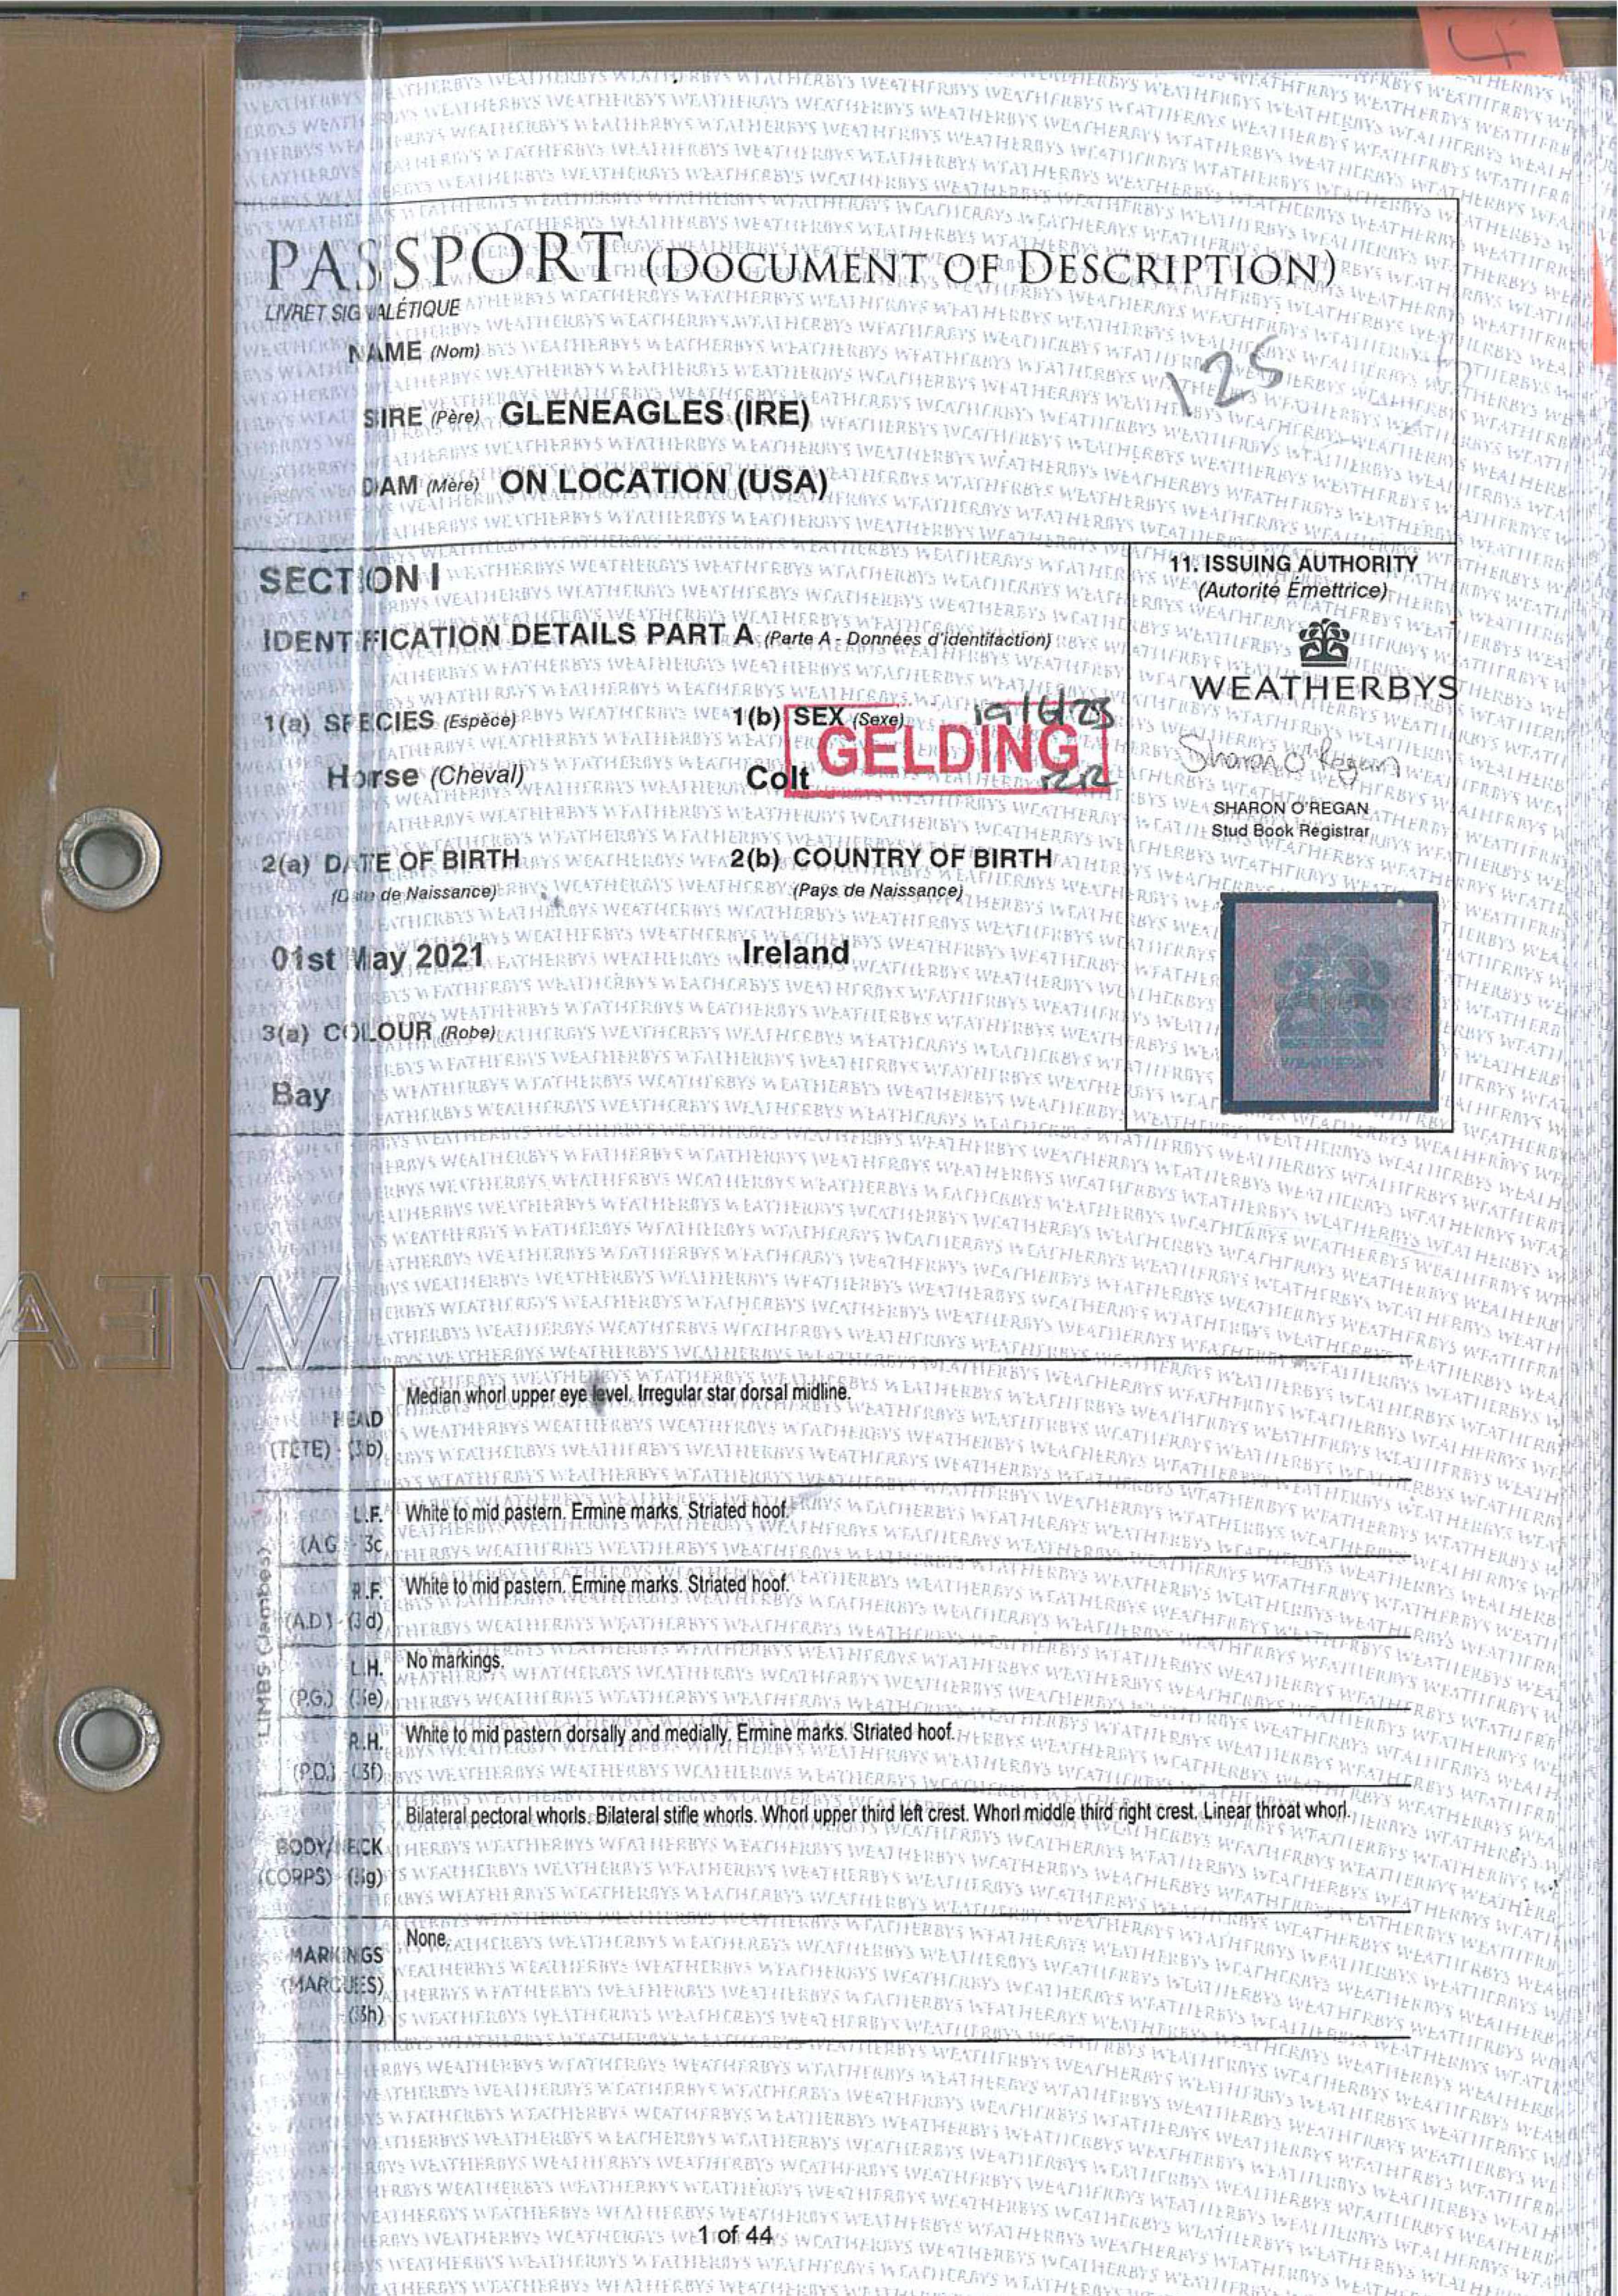 4
PASSPORT (DOCUMENT OF DESCRIPTION)
LIVRET SIGNALÉTIQUE
NAME (Nom)
125
SIRE (Père) GLENEAGLES (IRE)
DAM (Mère) ON LOCATION (USA)
SECTION I
IDENTIFICATION DETAILS PART A (Parte A - Données d'identifaction)
11. ISSUING AUTHORITY
(Autorité Émettrice)
WEATHERBYS
Sharon O'Regan
SHARON O'REGAN
Stud Book Registrar
1(a) SPECIES (Espèce)
Horse (Cheval)
1(b) SEX (Sexe)
Colt
GELDING
2(a) DATE OF BIRTH
(Date de Naissance)
01st May 2021
2(b) COUNTRY OF BIRTH
(Pays de Naissance)
Ireland
3(a) COLOUR (Robe)
Bay
WEA
HEAD
(TETE) - (3b)
Median whorl upper eye level. Irregular star dorsal midline.
LIMBS (Jambes)
L.F.
(A.G. - 3c
White to mid pastern. Ermine marks. Striated hoof.
R.F.
(A.D.) - (3d)
White to mid pastern. Ermine marks. Striated hoof.
L.H.
(P.G.) (3e)
No markings.
R.H.
(P.D.) - (3f)
White to mid pastern dorsally and medially. Ermine marks. Striated hoof.
BODY/NECK
(CORPS) - (3g)
Bilateral pectoral whorls. Bilateral stifle whorls. Whorl upper third left crest. Whorl middle third right crest. Linear throat whorl.
MARKINGS
(MARQUES)
(3h)
None.
1 of 44